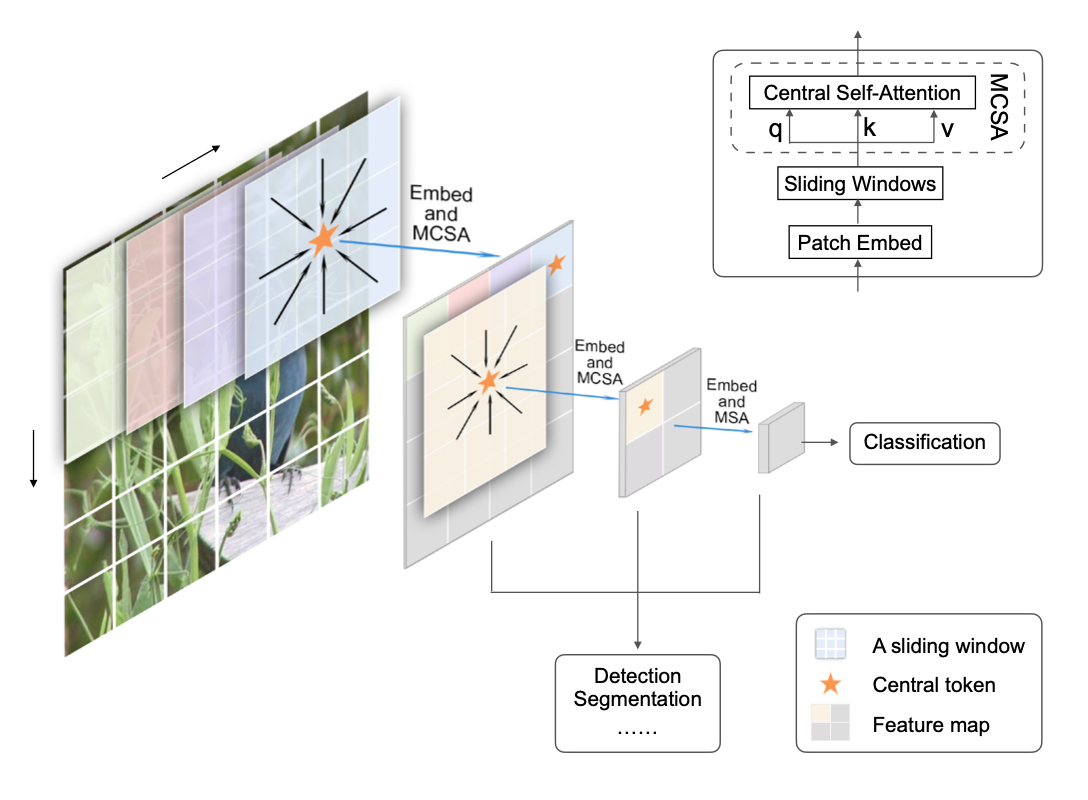 Embed
and
MCSA
Embed
and
MCSA
Embed
and
MSA
Classification
Detection
Segmentation
......
Central Self-Attention
q
k
v
MCSA
Sliding Windows
Patch Embed
A sliding window
Central token
Feature map